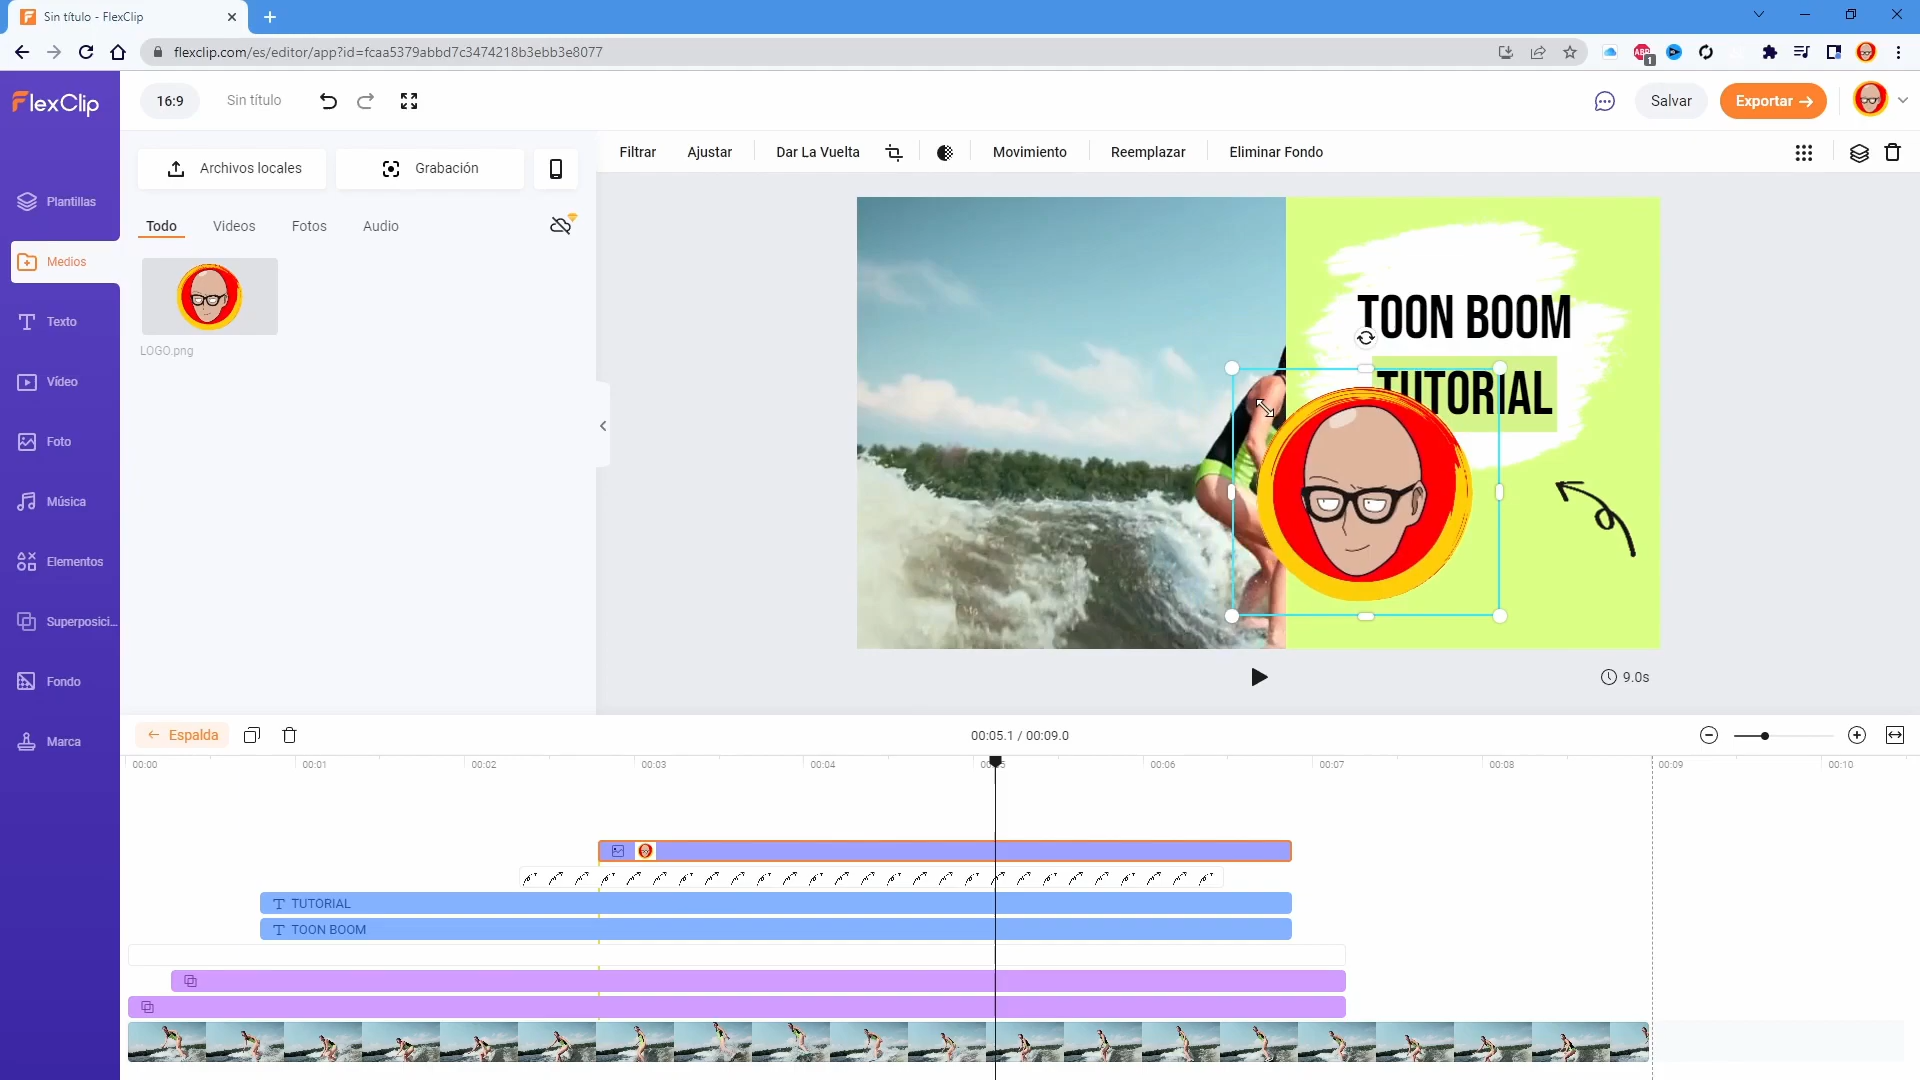 Sin título - FlexClip
flexclip.com/es/editor/app?id=fcaa5379abbd7c3474218b3ebb3e8077
ABP
1
FlexClip
16:9
Sin título
Salvar
Exportar
Plantillas
Medios
Texto
Vídeo
Foto
Música
Elementos
Superposici...
Fondo
Marca
Archivos locales
Grabación
Todo
Videos
Fotos
Audio
LOGO.png
Filtrar
Ajustar
Dar La Vuelta
Movimiento
Reemplazar
Eliminar Fondo
TOON BOOM
TUTORIAL
9.0s
Espalda
00:05.1 / 00:09.0
00:00
00:01
00:02
00:03
00:04
00:05
00:06
00:07
00:08
00:09
00:10
TUTORIAL
TOON BOOM